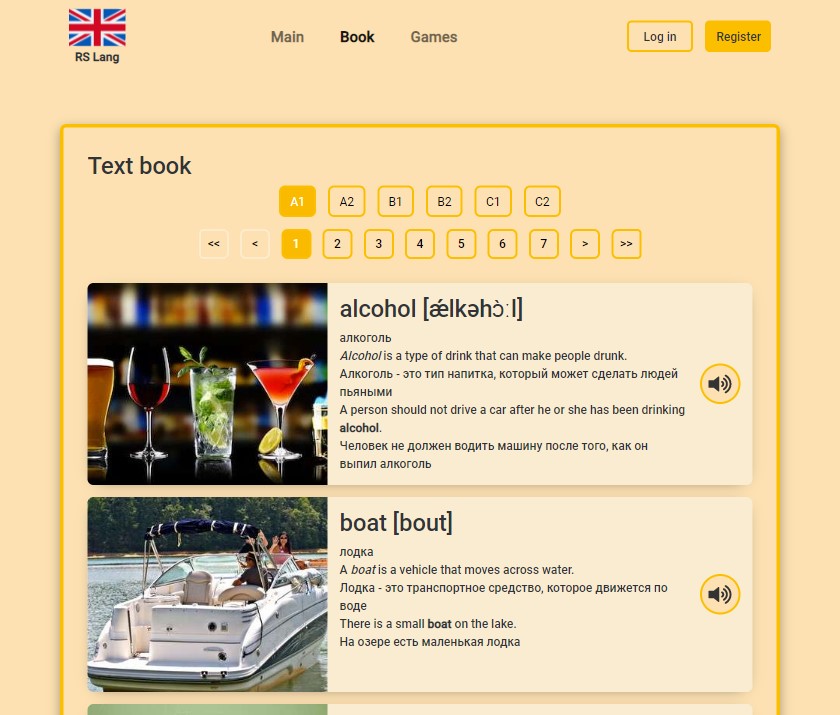 Main Book Games Log in Register
RS Lang
Text book
A1 A2 B1 B2 C1 C2
<< < 1 2 3 4 5 6 7 > >>
alcohol [ǽlkəhɔ̀ːl]
алкоголь
Alcohol is a type of drink that can make people drunk.
Алкоголь - это тип напитка, который может сделать людей
пьяными
A person should not drive a car after he or she has been drinking
alcohol.
Человек не должен водить машину после того, как он
выпил алкоголь
boat [bout]
лодка
A boat is a vehicle that moves across water.
Лодка - это транспортное средство, которое движется по
воде
There is a small boat on the lake.
На озере есть маленькая лодка